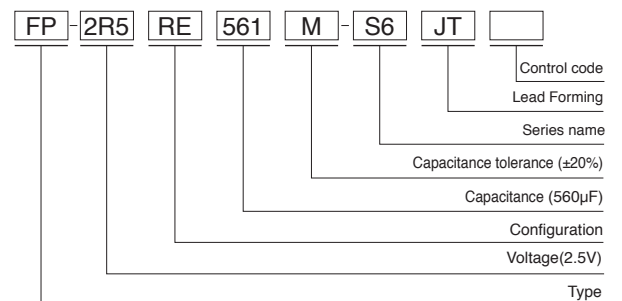 FP - 2R5 RE 561 M - S6 JT
Control code
Lead Forming
Series name
Capacitance tolerance (±20%)
Capacitance (560µF)
Configuration
Voltage(2.5V)
Type